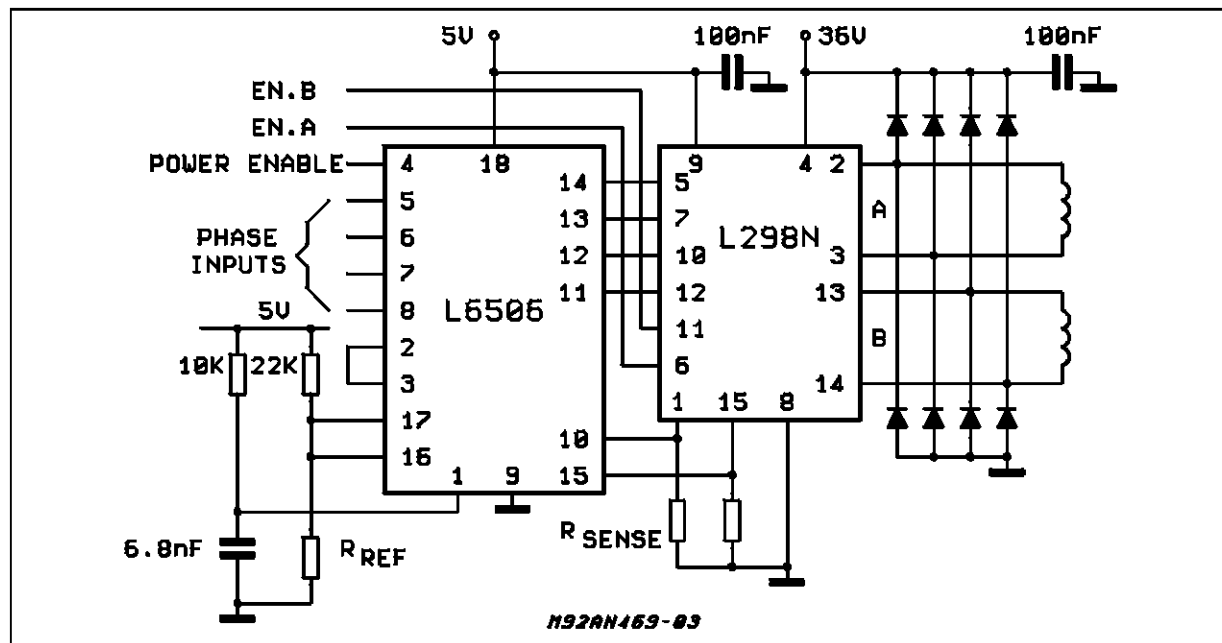 5V
100nF
36V
100nF
EN.B
EN.A
POWER ENABLE
4
18
9
4
2
14
5
5
13
7
A
6
L298N
PHASE
INPUTS
12
10
3
7
11
12
13
8
L6506
5V
11
B
2
6
10K
22K
3
14
1
15
8
17
10
16
1
9
15
R SENSE
6.8nF
R REF
M92AN469-03